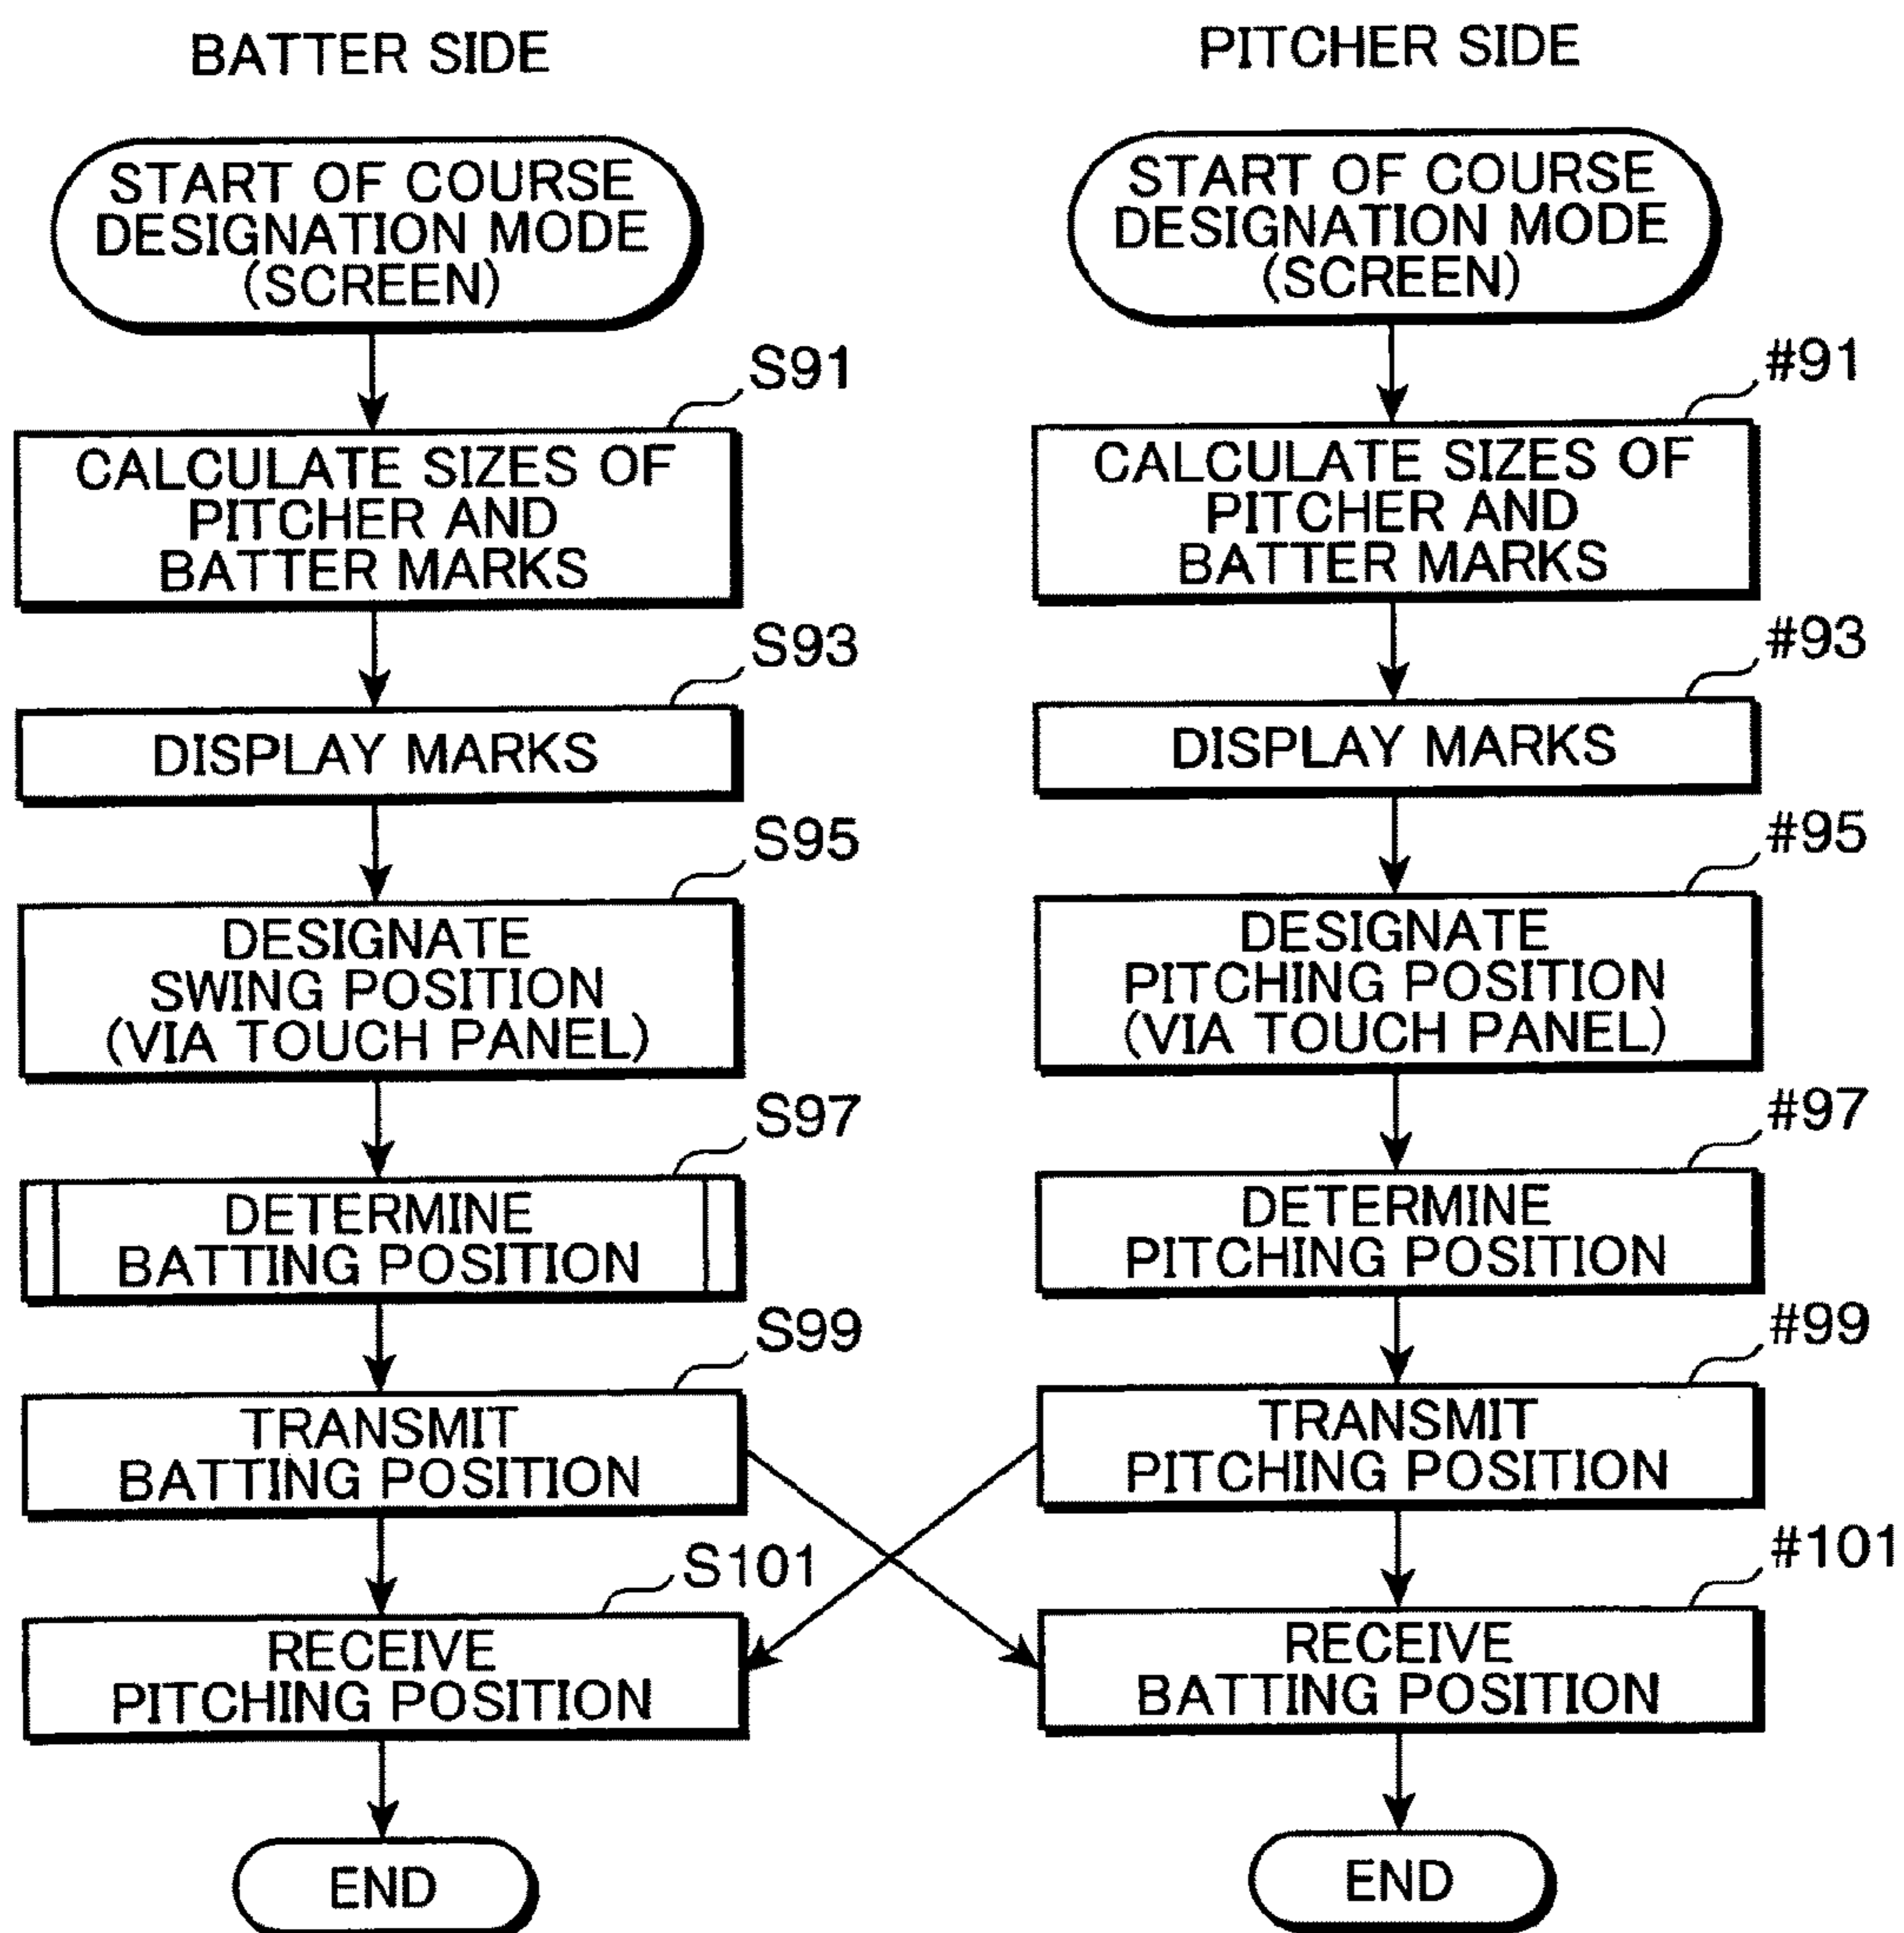 BATTER SIDE
START OF COURSE
DESIGNATION MODE
(SCREEN)
S91
CALCULATE SIZES OF
PITCHER AND
BATTER MARKS
S93
DISPLAY MARKS
S95
DESIGNATE
SWING POSITION
(VIA TOUCH PANEL)
S97
DETERMINE
BATTING POSITION
S99
TRANSMIT
BATTING POSITION
S101
RECEIVE
PITCHING POSITION
END
PITCHER SIDE
START OF COURSE
DESIGNATION MODE
(SCREEN)
#91
CALCULATE SIZES OF
PITCHER AND
BATTER MARKS
#93
DISPLAY MARKS
#95
DESIGNATE
PITCHING POSITION
(VIA TOUCH PANEL)
#97
DETERMINE
PITCHING POSITION
#99
TRANSMIT
PITCHING POSITION
#101
RECEIVE
BATTING POSITION
END